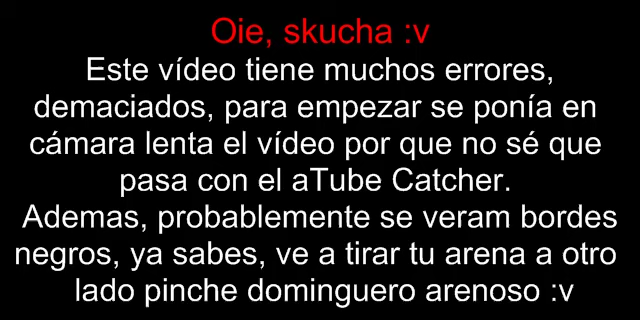 Oie, skucha :v
Este vídeo tiene muchos errores,
demaciados, para empezar se ponía en
cámara lenta el vídeo por que no sé que
pasa con el aTube Catcher.
Ademas, probablemente se veram bordes
negros, ya sabes, ve a tirar tu arena a otro
lado pinche dominguero arenoso :v